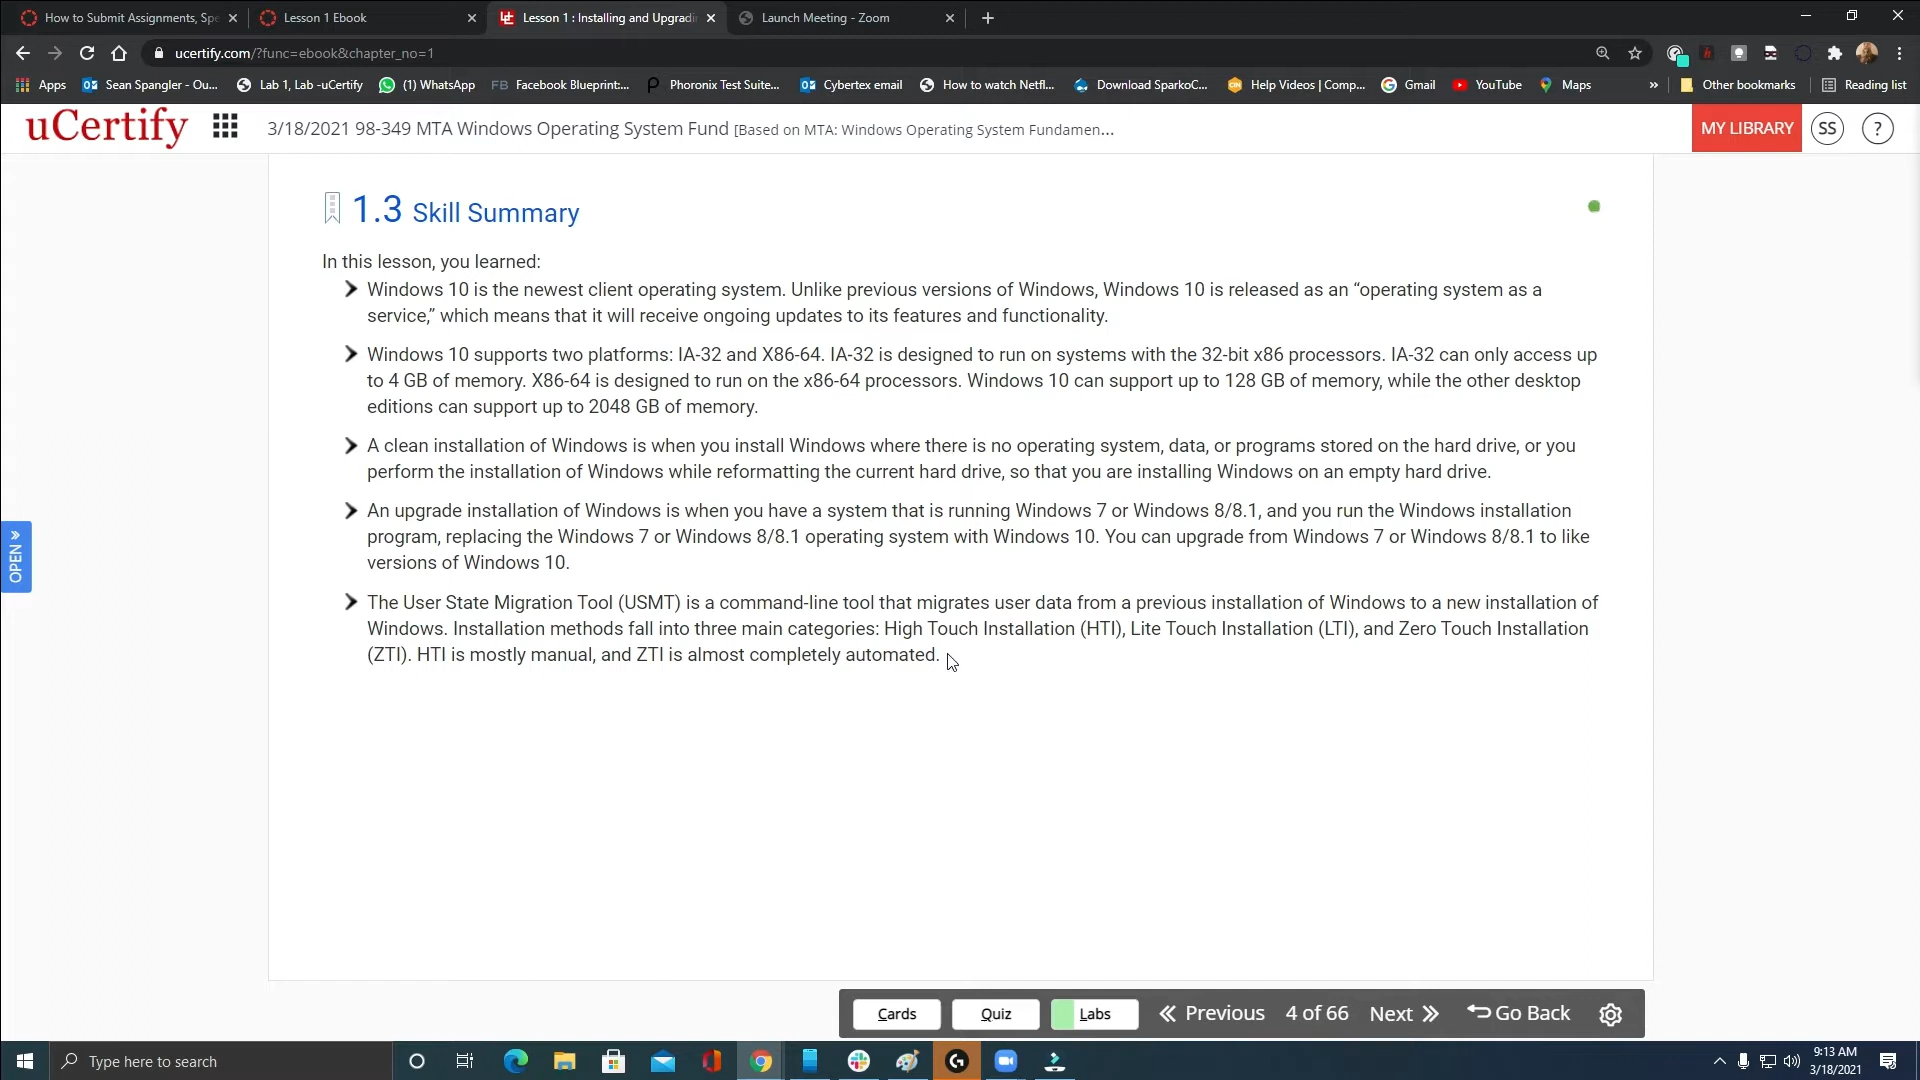 How to Submit Assignments, Spe
Lesson 1 Ebook
Lesson 1 : Installing and Upgradi
Launch Meeting - Zoom
ucertify.com/?func=ebook&chapter_no=1
Apps
Sean Spangler - Ou...
Lab 1, Lab -uCertify
(1) WhatsApp
FB Facebook Blueprint:...
Phoronix Test Suite...
Cybertex email
How to watch Netfl...
Download SparkoC...
Help Videos | Comp...
Gmail
YouTube
Maps
»
Other bookmarks
Reading list
uCertify
3/18/2021 98-349 MTA Windows Operating System Fund [Based on MTA: Windows Operating System Fundamen...
MY LIBRARY
SS
?
1.3 Skill Summary
In this lesson, you learned:
Windows 10 is the newest client operating system. Unlike previous versions of Windows, Windows 10 is released as an “operating system as a
service,” which means that it will receive ongoing updates to its features and functionality.
Windows 10 supports two platforms: IA-32 and X86-64. IA-32 is designed to run on systems with the 32-bit x86 processors. IA-32 can only access up
to 4 GB of memory. X86-64 is designed to run on the x86-64 processors. Windows 10 can support up to 128 GB of memory, while the other desktop
editions can support up to 2048 GB of memory.
A clean installation of Windows is when you install Windows where there is no operating system, data, or programs stored on the hard drive, or you
perform the installation of Windows while reformatting the current hard drive, so that you are installing Windows on an empty hard drive.
An upgrade installation of Windows is when you have a system that is running Windows 7 or Windows 8/8.1, and you run the Windows installation
program, replacing the Windows 7 or Windows 8/8.1 operating system with Windows 10. You can upgrade from Windows 7 or Windows 8/8.1 to like
versions of Windows 10.
The User State Migration Tool (USMT) is a command-line tool that migrates user data from a previous installation of Windows to a new installation of
Windows. Installation methods fall into three main categories: High Touch Installation (HTI), Lite Touch Installation (LTI), and Zero Touch Installation
(ZTI). HTI is mostly manual, and ZTI is almost completely automated.
OPEN »
Cards
Quiz
Labs
Previous
4 of 66
Next
Go Back
Type here to search
9:13 AM
3/18/2021